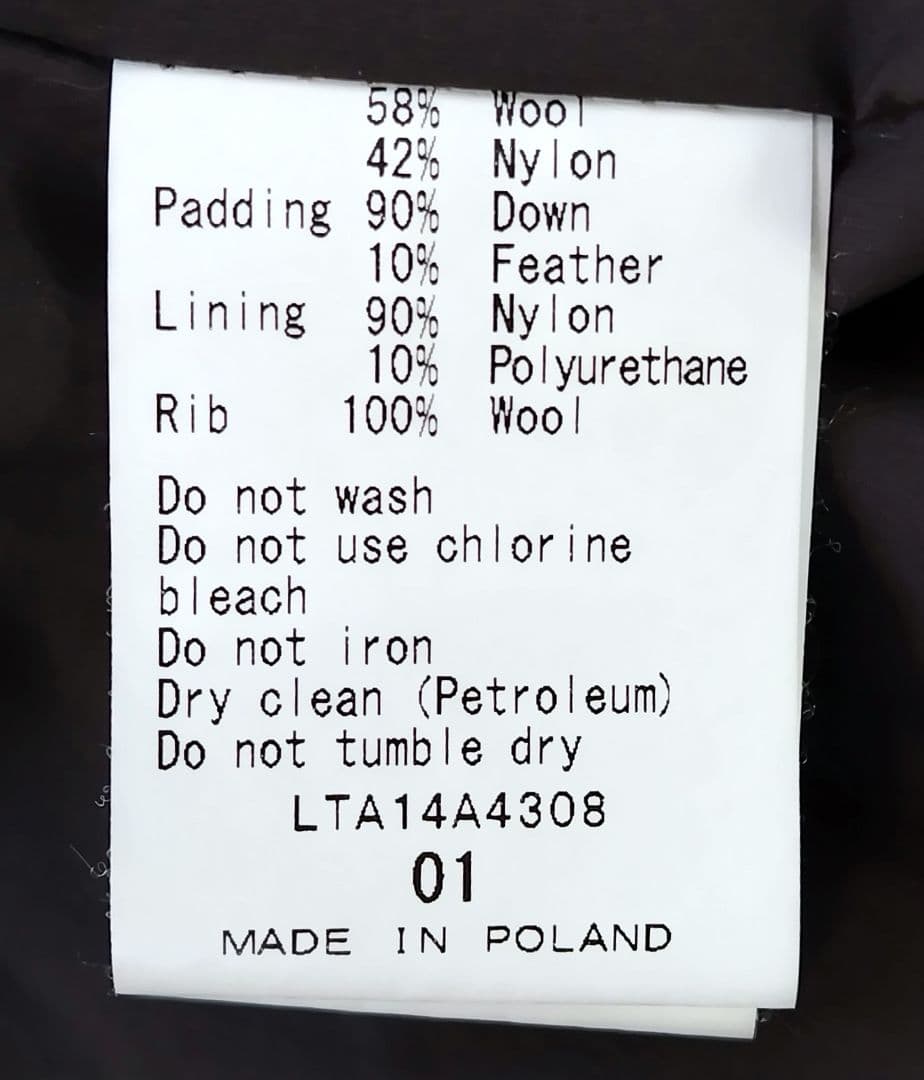 58% Wool
42% Nylon
Padding 90% Down
10% Feather
Lining 90% Nylon
10% Polyurethane
Rib 100% Wool
Do not wash
Do not use chlorine
bleach
Do not iron
Dry clean (Petroleum)
Do not tumble dry
LTA14A4308
01
MADE IN POLAND